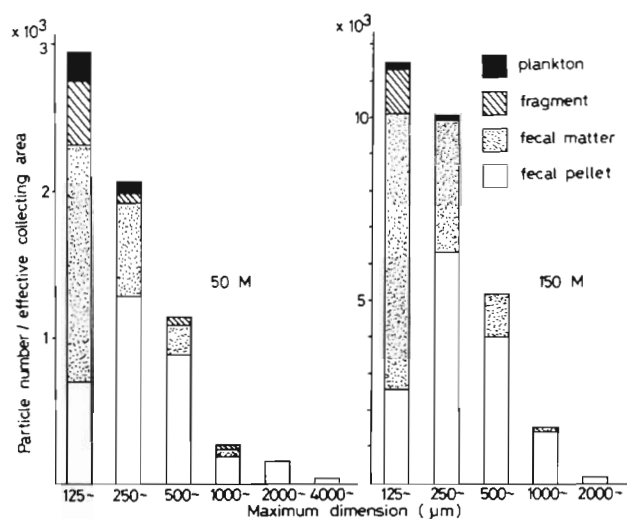 x 10³
3
2
1
Particle number / effective collecting area
50 M
125~ 250~ 500~ 1000~ 2000~ 4000~
x 10³
10
5
plankton
fragment
fecal matter
fecal pellet
150 M
125~ 250~ 500~ 1000~ 2000~
Maximum dimension ( µm )